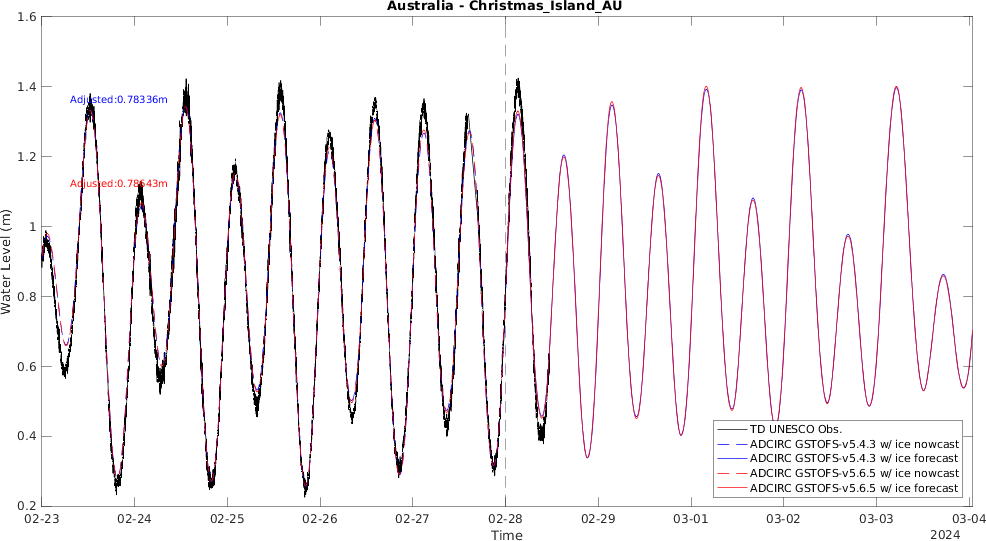 Australia - Christmas_Island_AU
1.6
1.4
1.2
1
0.8
0.6
0.4
0.2
Water Level (m)
Adjusted:0.78336m
Adjusted:0.78643m
TD UNESCO Obs.
ADCIRC GSTOFS-v5.4.3 w/ ice nowcast
ADCIRC GSTOFS-v5.4.3 w/ ice forecast
ADCIRC GSTOFS-v5.6.5 w/ ice nowcast
ADCIRC GSTOFS-v5.6.5 w/ ice forecast
02-23 02-24 02-25 02-26 02-27 02-28 02-29 03-01 03-02 03-03 03-04
Time
2024